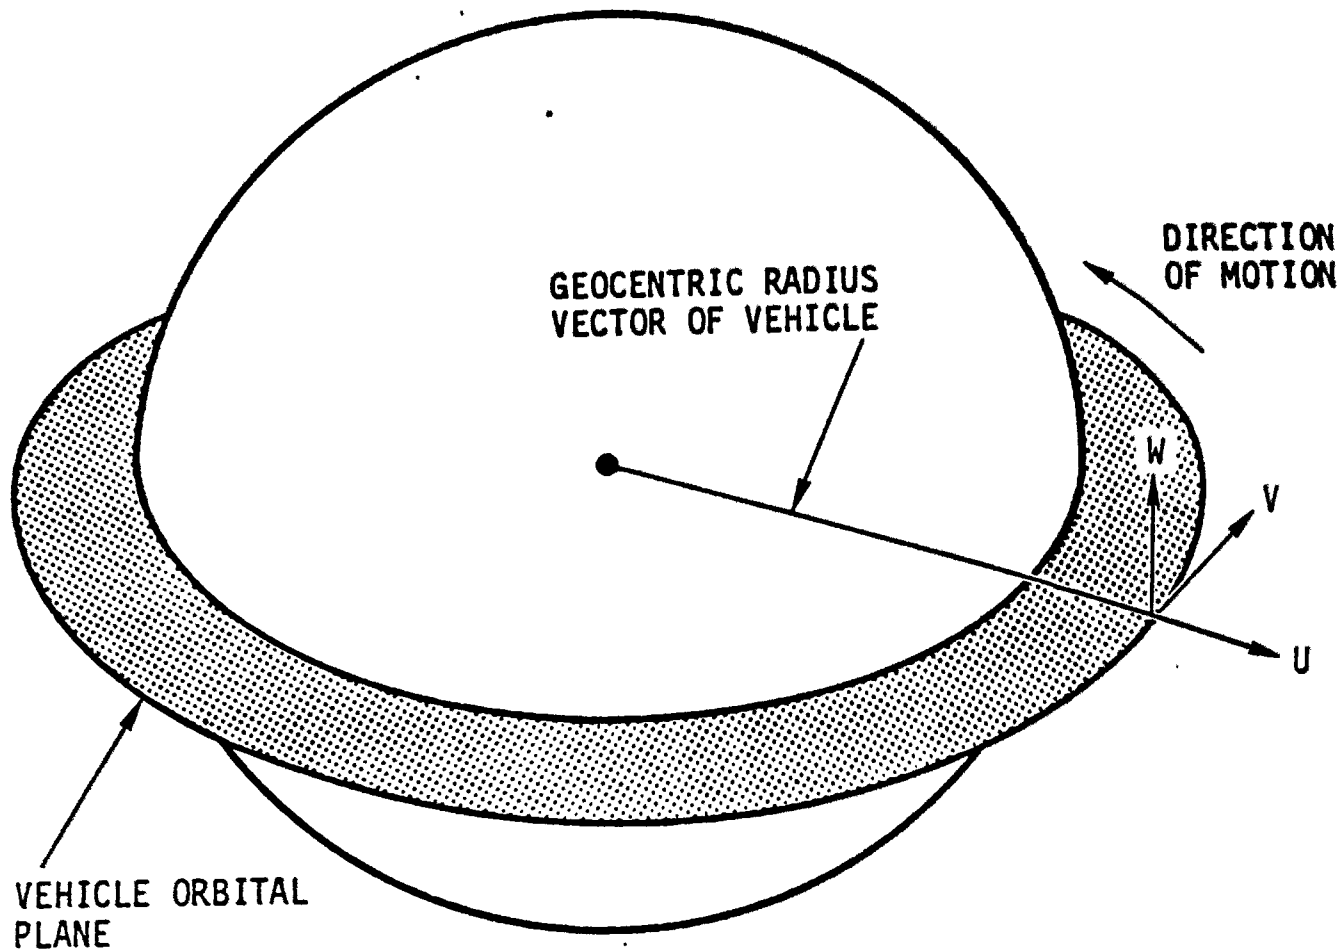 DIRECTION
OF MOTION
GEOCENTRIC RADIUS
VECTOR OF VEHICLE
W
V
U
VEHICLE ORBITAL
PLANE